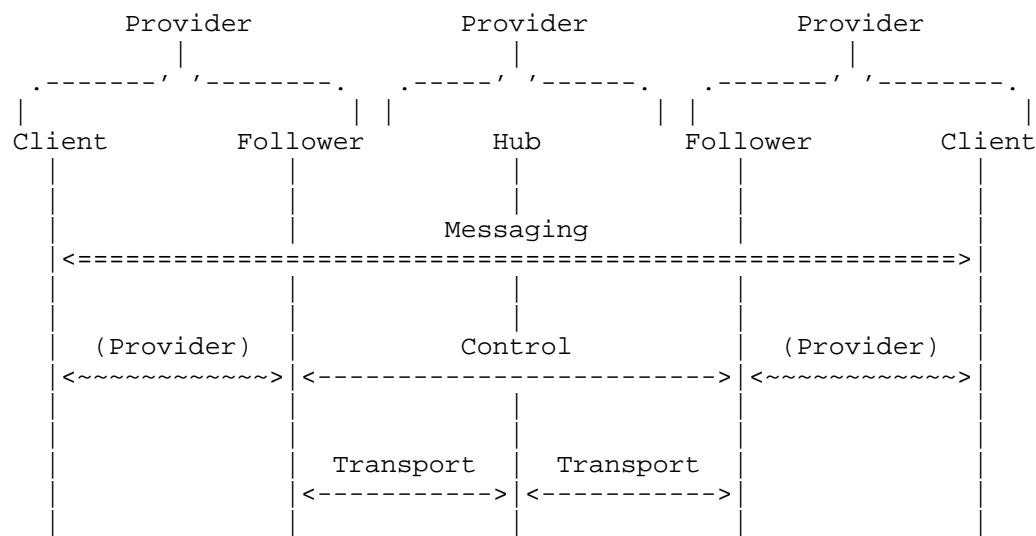 Provider Provider Provider
Client Follower Hub Follower Client
Messaging
(Provider) Control (Provider)
Transport Transport